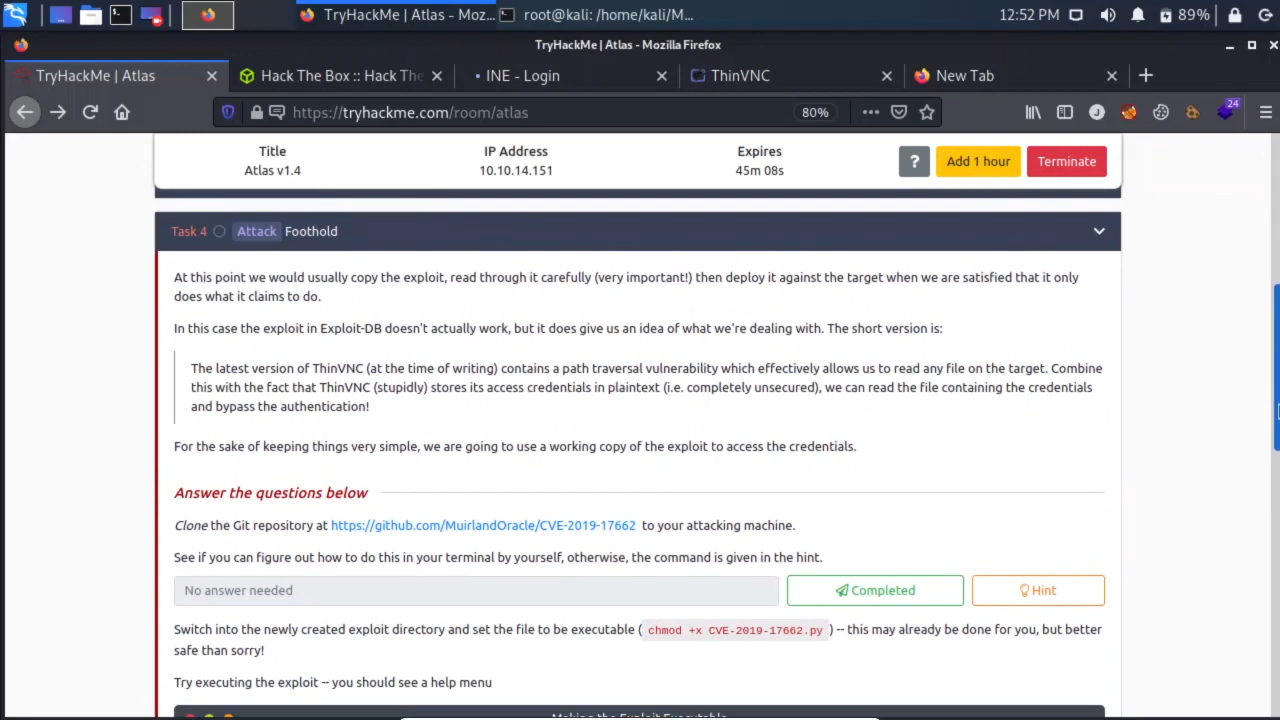 TryHackMe | Atlas - Moz...
root@kali: /home/kali/M...
12:52 PM
89%
TryHackMe | Atlas - Mozilla Firefox
TryHackMe | Atlas
Hack The Box :: Hack The
INE - Login
ThinVNC
New Tab
https://tryhackme.com/room/atlas
80%
J
24
Title
IP Address
Expires
Atlas v1.4
10.10.14.151
45m 08s
?
Add 1 hour
Terminate
Task 4
Attack
Foothold
At this point we would usually copy the exploit, read through it carefully (very important!) then deploy it against the target when we are satisfied that it only
does what it claims to do.
In this case the exploit in Exploit-DB doesn't actually work, but it does give us an idea of what we're dealing with. The short version is:
The latest version of ThinVNC (at the time of writing) contains a path traversal vulnerability which effectively allows us to read any file on the target. Combine
this with the fact that ThinVNC (stupidly) stores its access credentials in plaintext (i.e. completely unsecured), we can read the file containing the credentials
and bypass the authentication!
For the sake of keeping things very simple, we are going to use a working copy of the exploit to access the credentials.
Answer the questions below
Clone the Git repository at https://github.com/MuirlandOracle/CVE-2019-17662 to your attacking machine.
See if you can figure out how to do this in your terminal by yourself, otherwise, the command is given in the hint.
No answer needed
Completed
Hint
Switch into the newly created exploit directory and set the file to be executable ( chmod +x CVE-2019-17662.py ) -- this may already be done for you, but better
safe than sorry!
Try executing the exploit -- you should see a help menu
Making the Exploit Executable